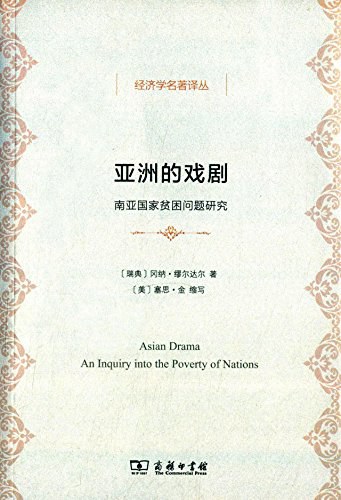 经济学名著译丛
亚洲的戏剧
南亚国家贫困问题研究
〔瑞典〕冈纳·缪尔达尔 著
〔美〕塞思·金 缩写
Asian Drama
An Inquiry into the Poverty of Nations
商务印书馆
The Commercial Press